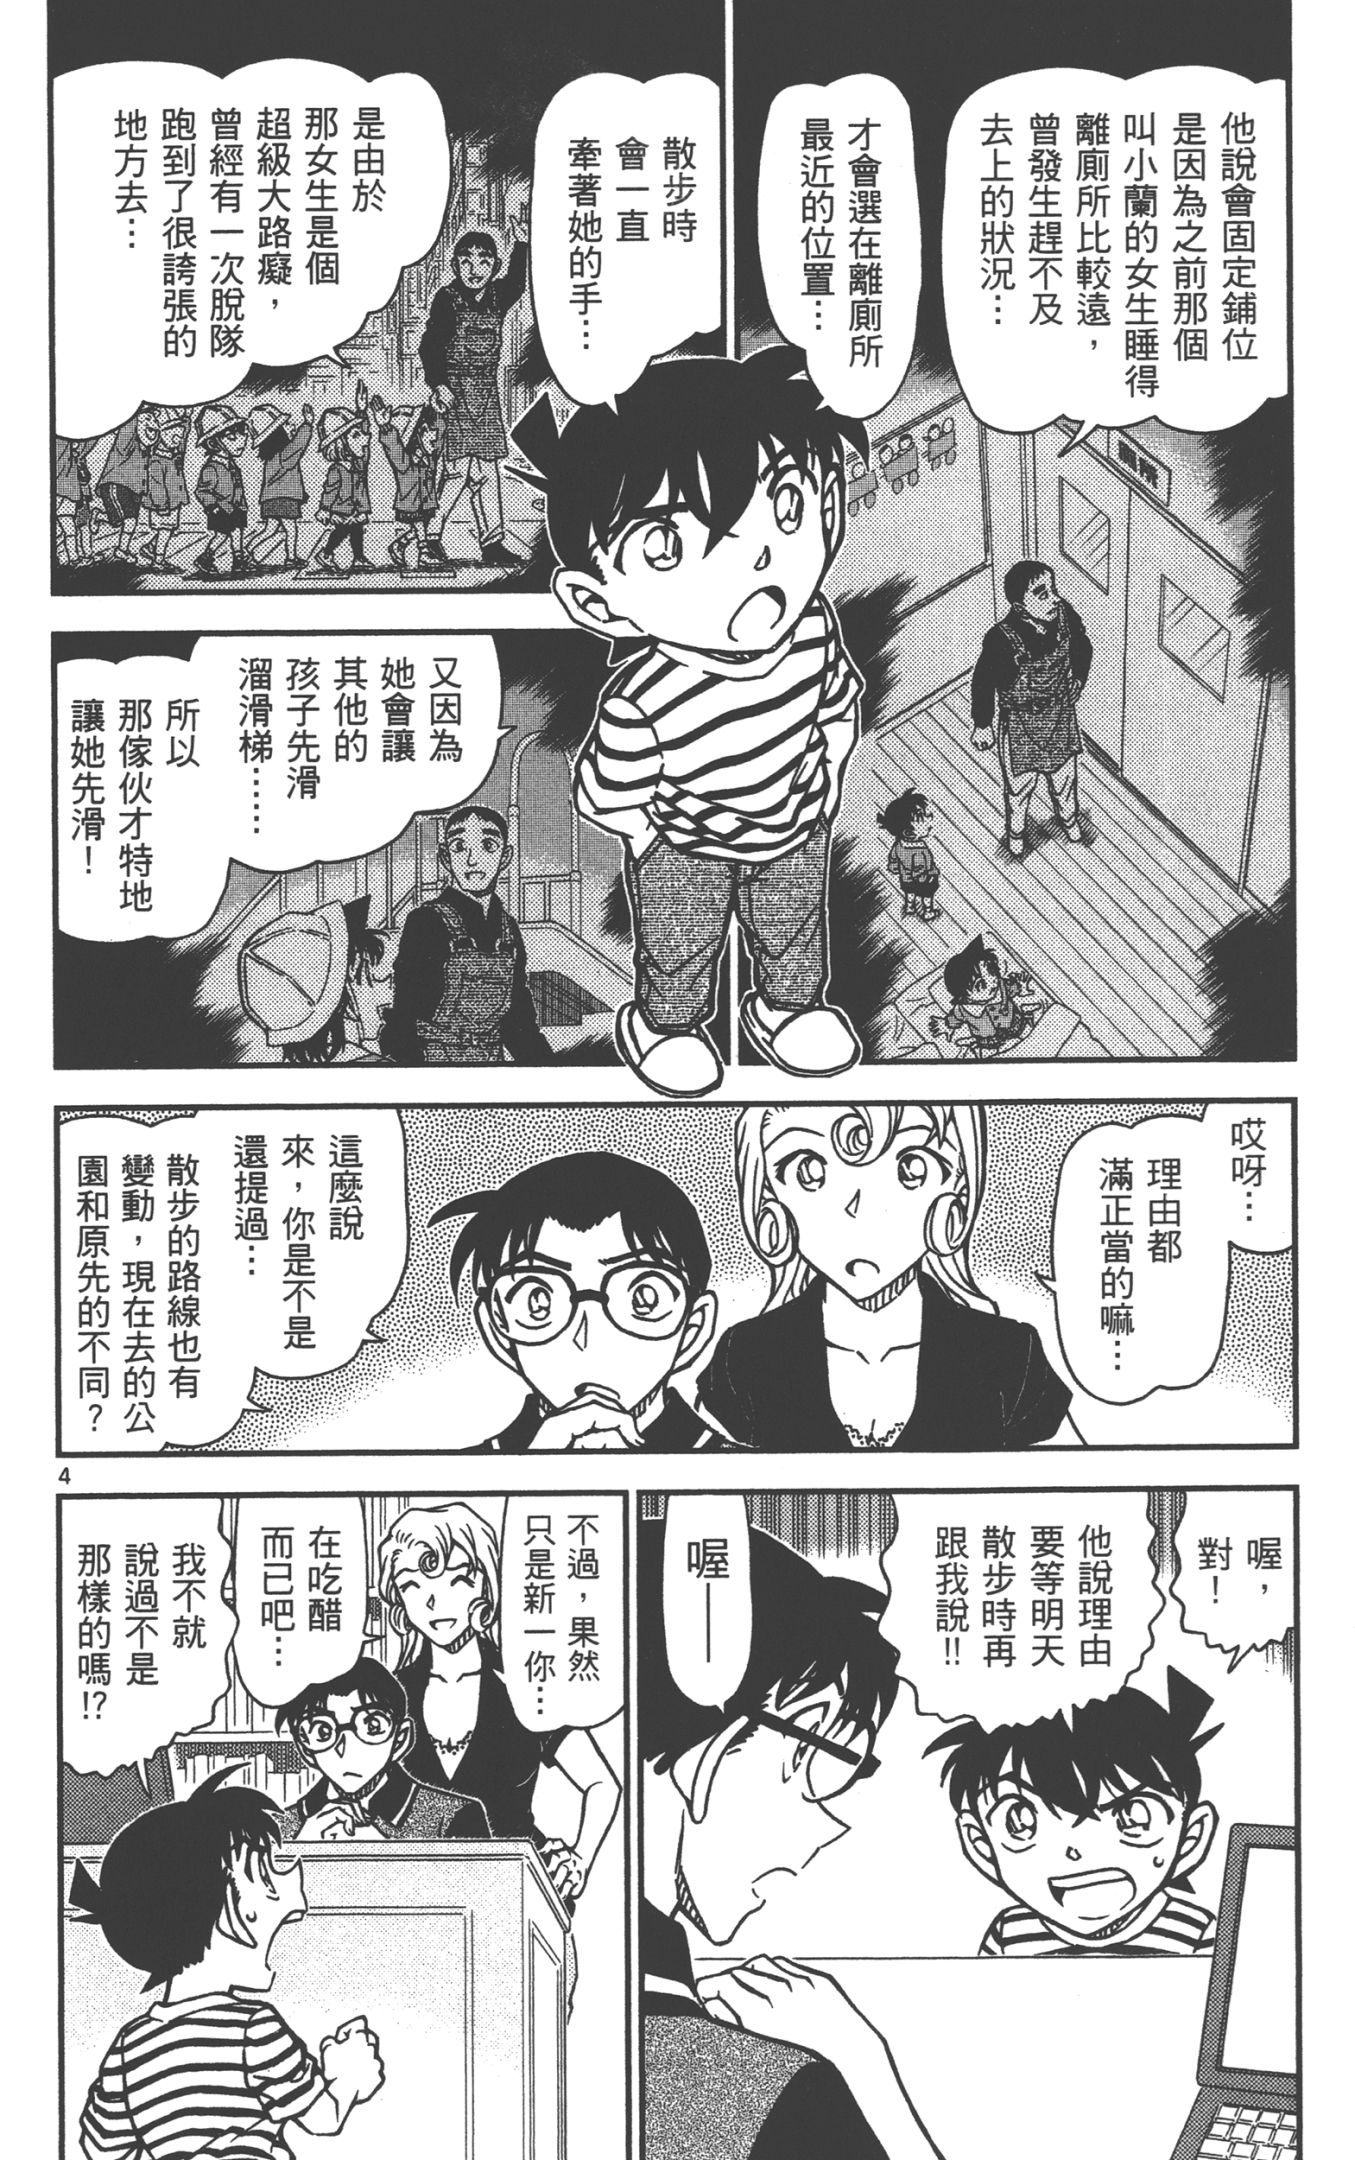 他說會固定鋪位
是因為之前那個
叫小蘭的女生睡得
離廁所比較遠，
曾發生趕不及
去上的狀況…
才會選在離廁所
最近的位置…
散步時
會一直
牽著她的手…
是由於
那女生是個
超級大路癡，
曾經有一次脫隊
跑到了很誇張的
地方去…
又因為
她會讓
其他的
孩子先滑
溜滑梯……
所以
那傢伙才特地
讓她先滑！
哎呀…
理由都
滿正當的嘛…
這麼說
來，你是不是
還提過…
散步的路線也有
變動，現在去的公
園和原先的不同？
4
喔，
對！
他說理由
要等明天
散步時再
跟我說!!
喔──
不過，果然
只是新一你…
在吃醋
而已吧…
我不就
說過不是
那樣的嗎!?